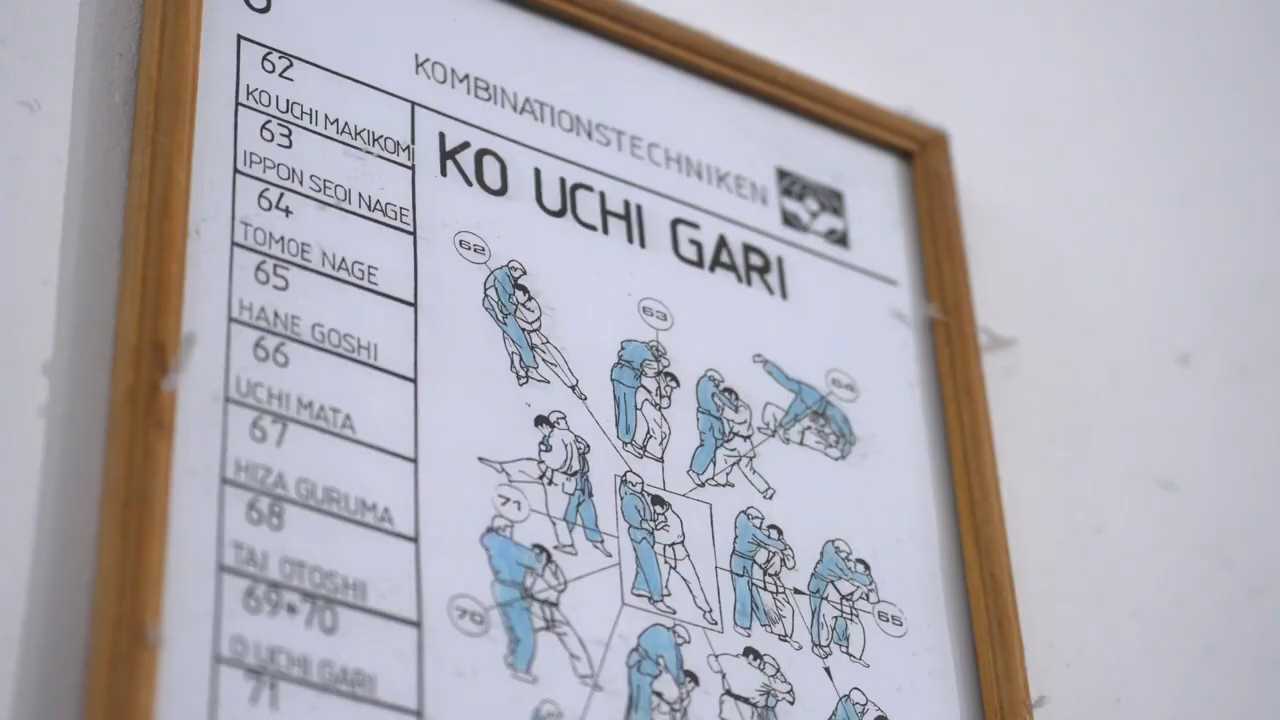 62
KO UCHI MAKIKOMI
63
IPPON SEOI NAGE
64
TOMOE NAGE
65
HANE GOSHI
66
UCHI MATA
67
HIZA GURUMA
68
TAI OTOSHI
69+70
O UCHI GARI
71
KOMBINATIONSTECHNIKEN
KO UCHI GARI
62
63
64
71
70
65